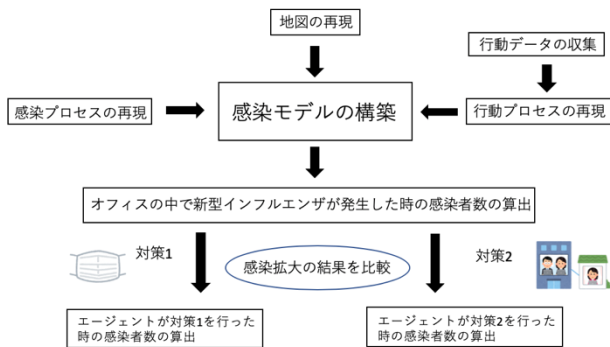 地図の再現
行動データの収集
感染プロセスの再現
感染モデルの構築
行動プロセスの再現
オフィスの中で新型インフルエンザが発生した時の感染者数の算出
対策1
感染拡大の結果を比較
対策2
エージェントが対策1を行った
時の感染者数の算出
エージェントが対策2を行った
時の感染者数の算出